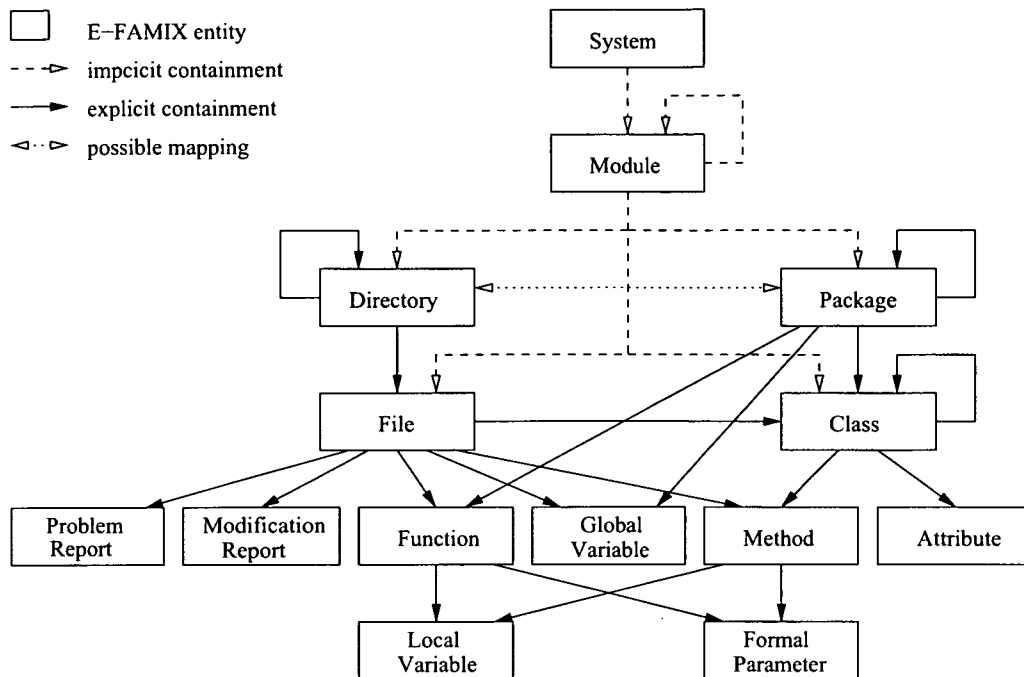 E-FAMIX entity
impcicit containment
explicit containment
possible mapping
System
Module
Directory
Package
File
Class
Problem
Report
Modification
Report
Function
Global
Variable
Method
Attribute
Local
Variable
Formal
Parameter